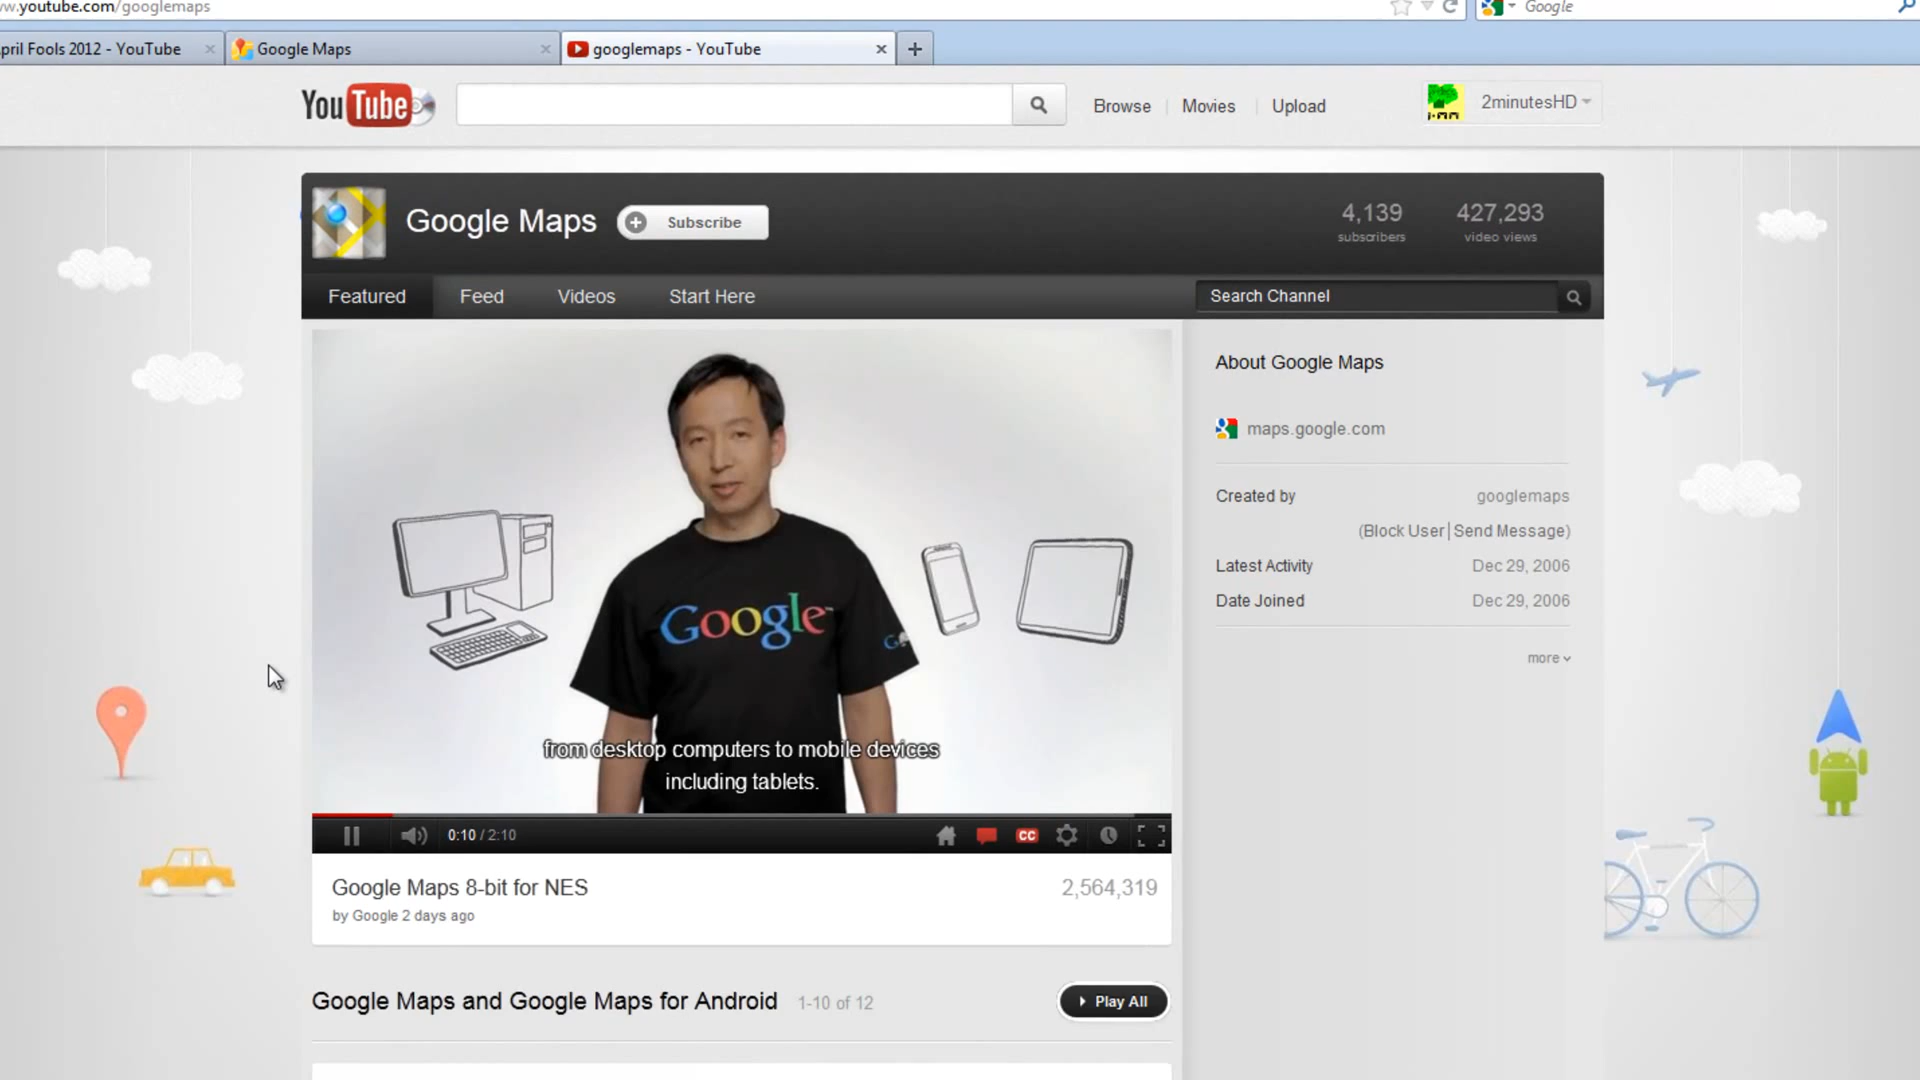 w.youtube.com/googlemaps
Google
pril Fools 2012 - YouTube
Google Maps
googlemaps - YouTube
YouTube
Browse
Movies
Upload
2minutesHD
Google Maps
Subscribe
4,139
subscribers
427,293
video views
Featured
Feed
Videos
Start Here
Search Channel
About Google Maps
maps.google.com
Created by
googlemaps
(Block User|Send Message)
Latest Activity
Dec 29, 2006
Date Joined
Dec 29, 2006
more
Google
from desktop computers to mobile devices
including tablets.
0:10 / 2:10
CC
Google Maps 8-bit for NES
2,564,319
by Google 2 days ago
Google Maps and Google Maps for Android
1-10 of 12
Play All